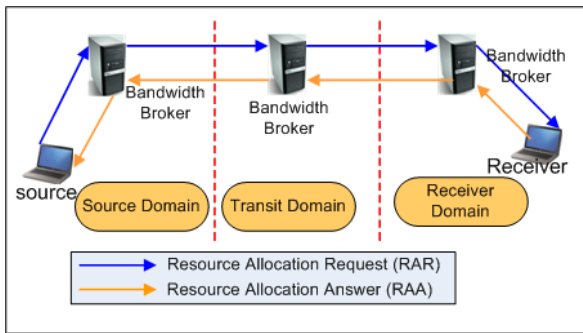 Bandwidth
Broker
Bandwidth
Broker
Bandwidth
Broker
source
Receiver
Source Domain
Transit Domain
Receiver
Domain
Resource Allocation Request (RAR)
Resource Allocation Answer (RAA)